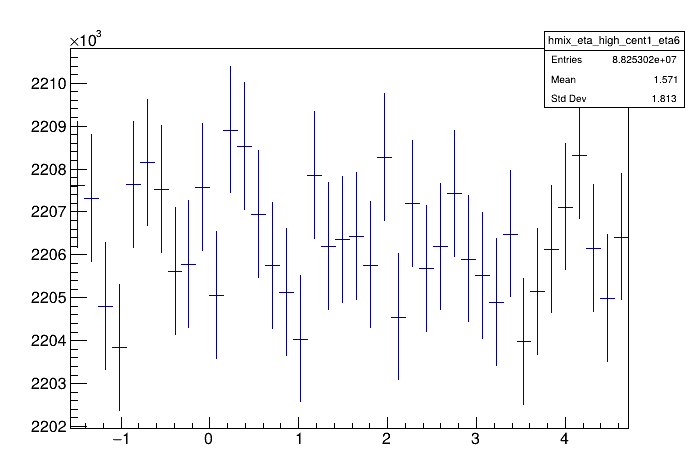 ×10³
hmix_eta_high_cent1_eta6
Entries 8.825302e+07
Mean 1.571
Std Dev 1.813
2210
2209
2208
2207
2206
2205
2204
2203
2202
−1 0 1 2 3 4